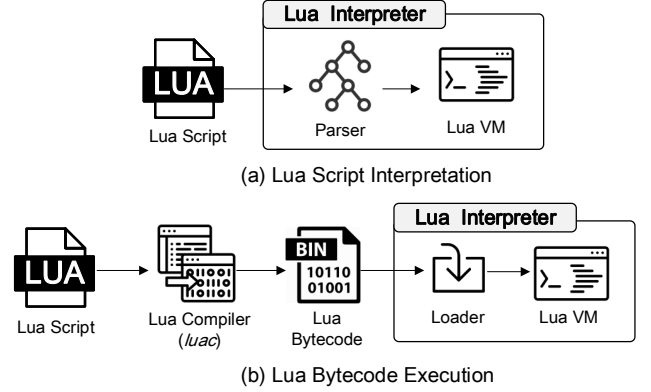 Lua Interpreter
LUA
Lua Script
Parser
Lua VM
(a) Lua Script Interpretation
Lua Interpreter
LUA
BIN
10110
01001
Lua Script
Lua Compiler
(luac)
Lua
Bytecode
Loader
Lua VM
(b) Lua Bytecode Execution